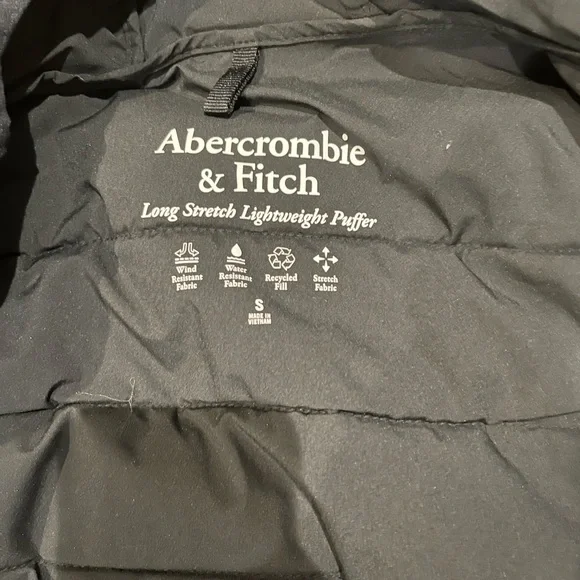 Abercrombie
& Fitch
Long Stretch Lightweight Puffer
Wind
Resistant
Fabric
Water
Resistant
Fabric
Recycled
Fill
Stretch
Fabric
S
MADE IN
VIETNAM